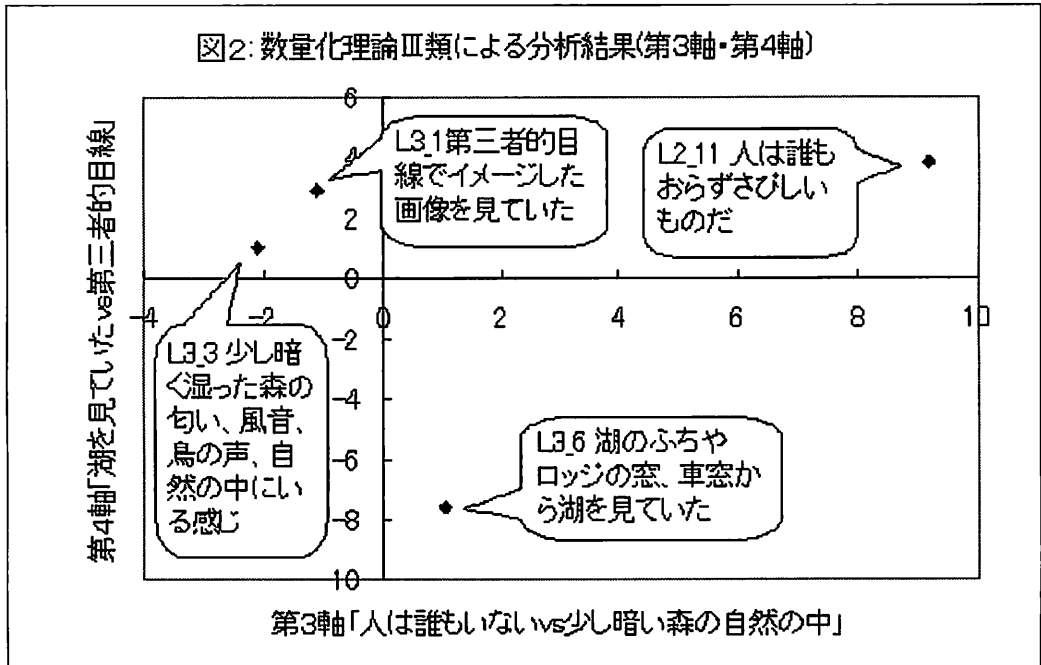 図2:数量化理論Ⅲ類による分析結果(第3軸・第4軸)
第4軸「湖を見ていたvs第三者的目線」
6
4
2
0
-2
-4
-6
-8
10
-4
-2
0
2
4
6
8
10
L3_1第三者的目
線でイメージした
画像を見ていた
L2_11 人は誰も
おらずさびしい
ものだ
L3_3 少し暗
く湿った森の
匂い、風音、
鳥の声、自
然の中にい
る感じ
L3_6 湖のふちや
ロッジの窓、車窓か
ら湖を見ていた
第3軸「人は誰もいないvs少し暗い森の自然の中」